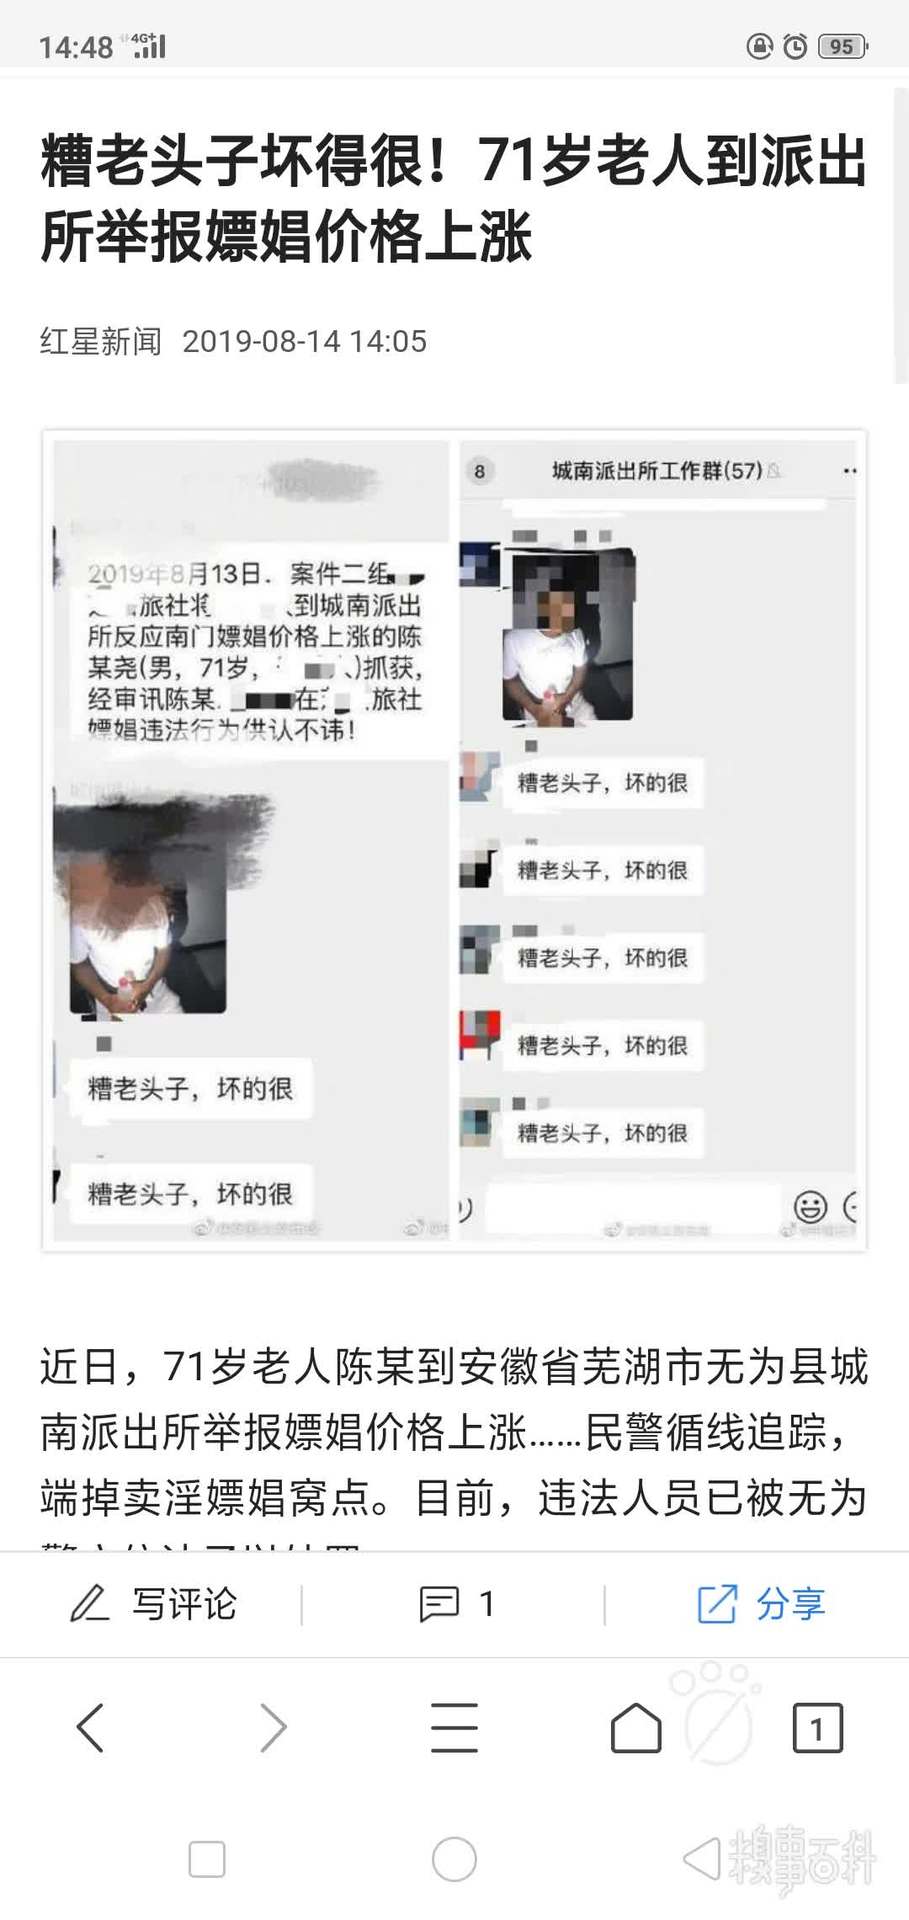 14:48 4G+ 95
糟老头子坏得很！71岁老人到派出
所举报嫖娼价格上涨
红星新闻 2019-08-14 14:05
2019年8月13日．案件二组
旅社将 到城南派出
所反应南门嫖娼价格上涨的陈
某尧(男，71岁， )抓获，
经审讯陈某 在 旅社
嫖娼违法行为供认不讳！
糟老头子，坏的很
糟老头子，坏的很
8 城南派出所工作群(57)
糟老头子，坏的很
糟老头子，坏的很
糟老头子，坏的很
糟老头子，坏的很
糟老头子，坏的很
近日，71岁老人陈某到安徽省芜湖市无为县城
南派出所举报嫖娼价格上涨……民警循线追踪，
端掉卖淫嫖娼窝点。目前，违法人员已被无为
写评论 1 分享
1
糗事百科